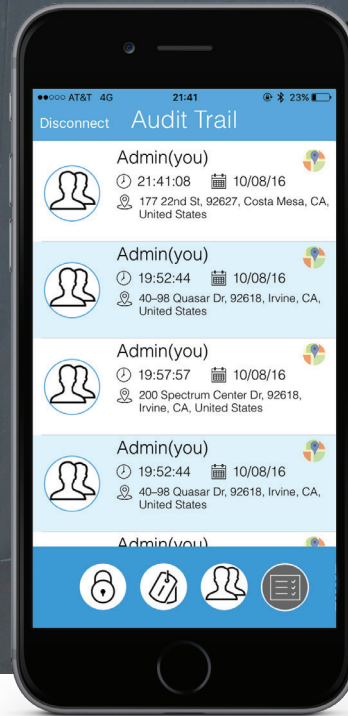 AT&T 4G 21:41 23%
Disconnect Audit Trail
Admin(you)
21:41:08 10/08/16
177 22nd St, 92627, Costa Mesa, CA,
United States
Admin(you)
19:52:44 10/08/16
40-98 Quasar Dr, 92618, Irvine, CA,
United States
Admin(you)
19:57:57 10/08/16
200 Spectrum Center Dr, 92618,
Irvine, CA, United States
Admin(you)
19:52:44 10/08/16
40-98 Quasar Dr, 92618, Irvine, CA,
United States
Admin(you)